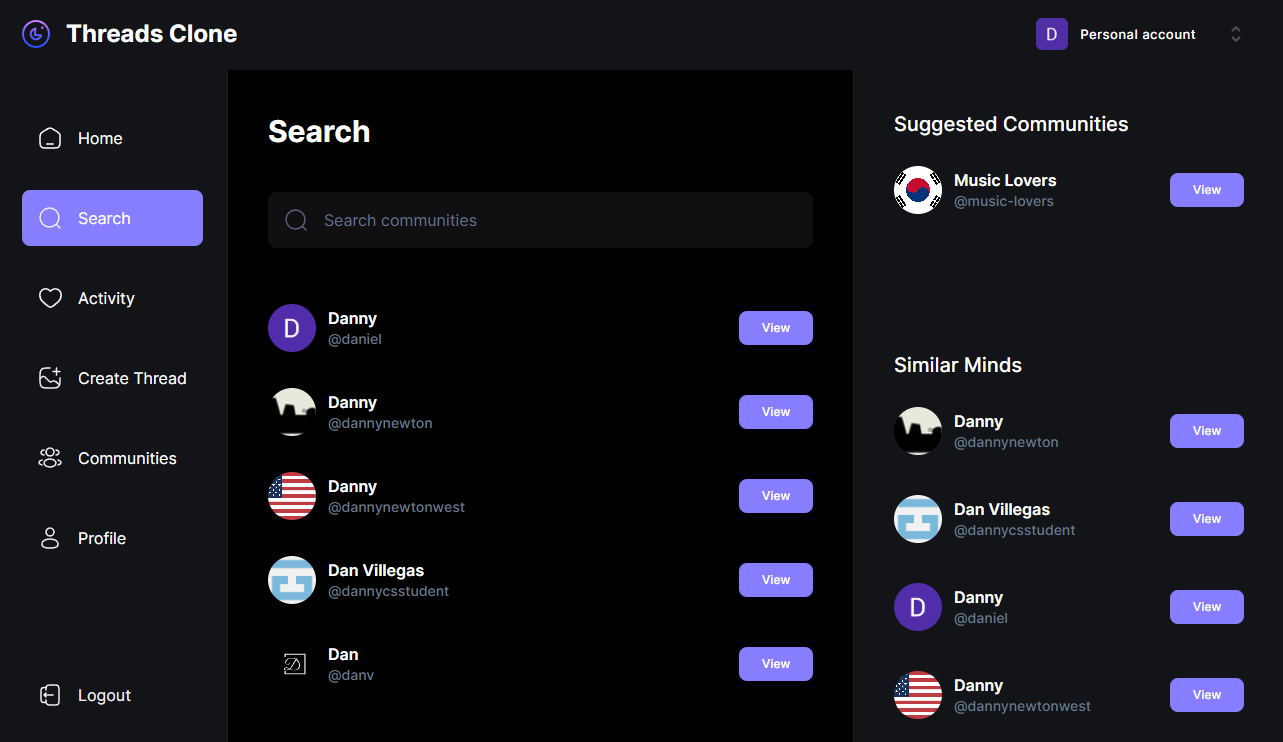 Threads Clone
D
Personal account
Home
Search
Activity
Create Thread
Communities
Profile
Logout
Search
Search communities
D
Danny
@daniel
View
Danny
@dannynewton
View
Danny
@dannynewtonwest
View
Dan Villegas
@dannycsstudent
View
D
Dan
@danv
View
Suggested Communities
Music Lovers
@music-lovers
View
Similar Minds
Danny
@dannynewton
View
Dan Villegas
@dannycsstudent
View
D
Danny
@daniel
View
Danny
@dannynewtonwest
View